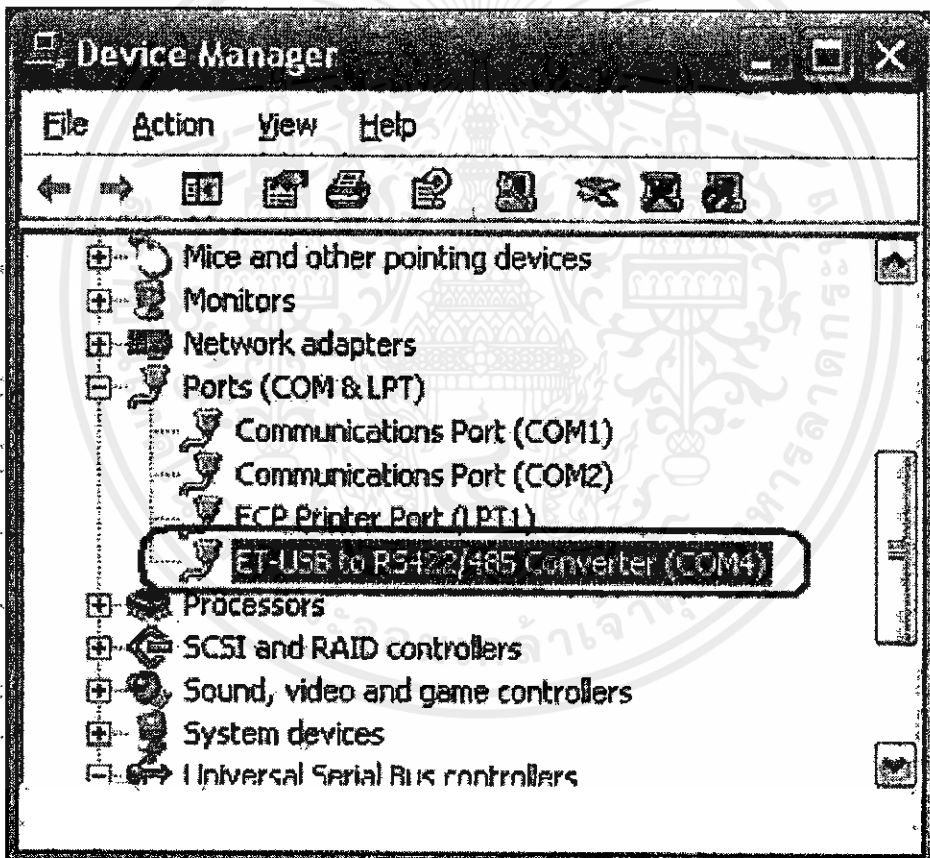 Device Manager
File Action View Help
Mice and other pointing devices
Monitors
Network adapters
Ports (COM & LPT)
Communications Port (COM1)
Communications Port (COM2)
ECP Printer Port (LPT1)
ET-USB to RS422/485 Converter (COM4)
Processors
SCSI and RAID controllers
Sound, video and game controllers
System devices
Universal Serial Bus controllers